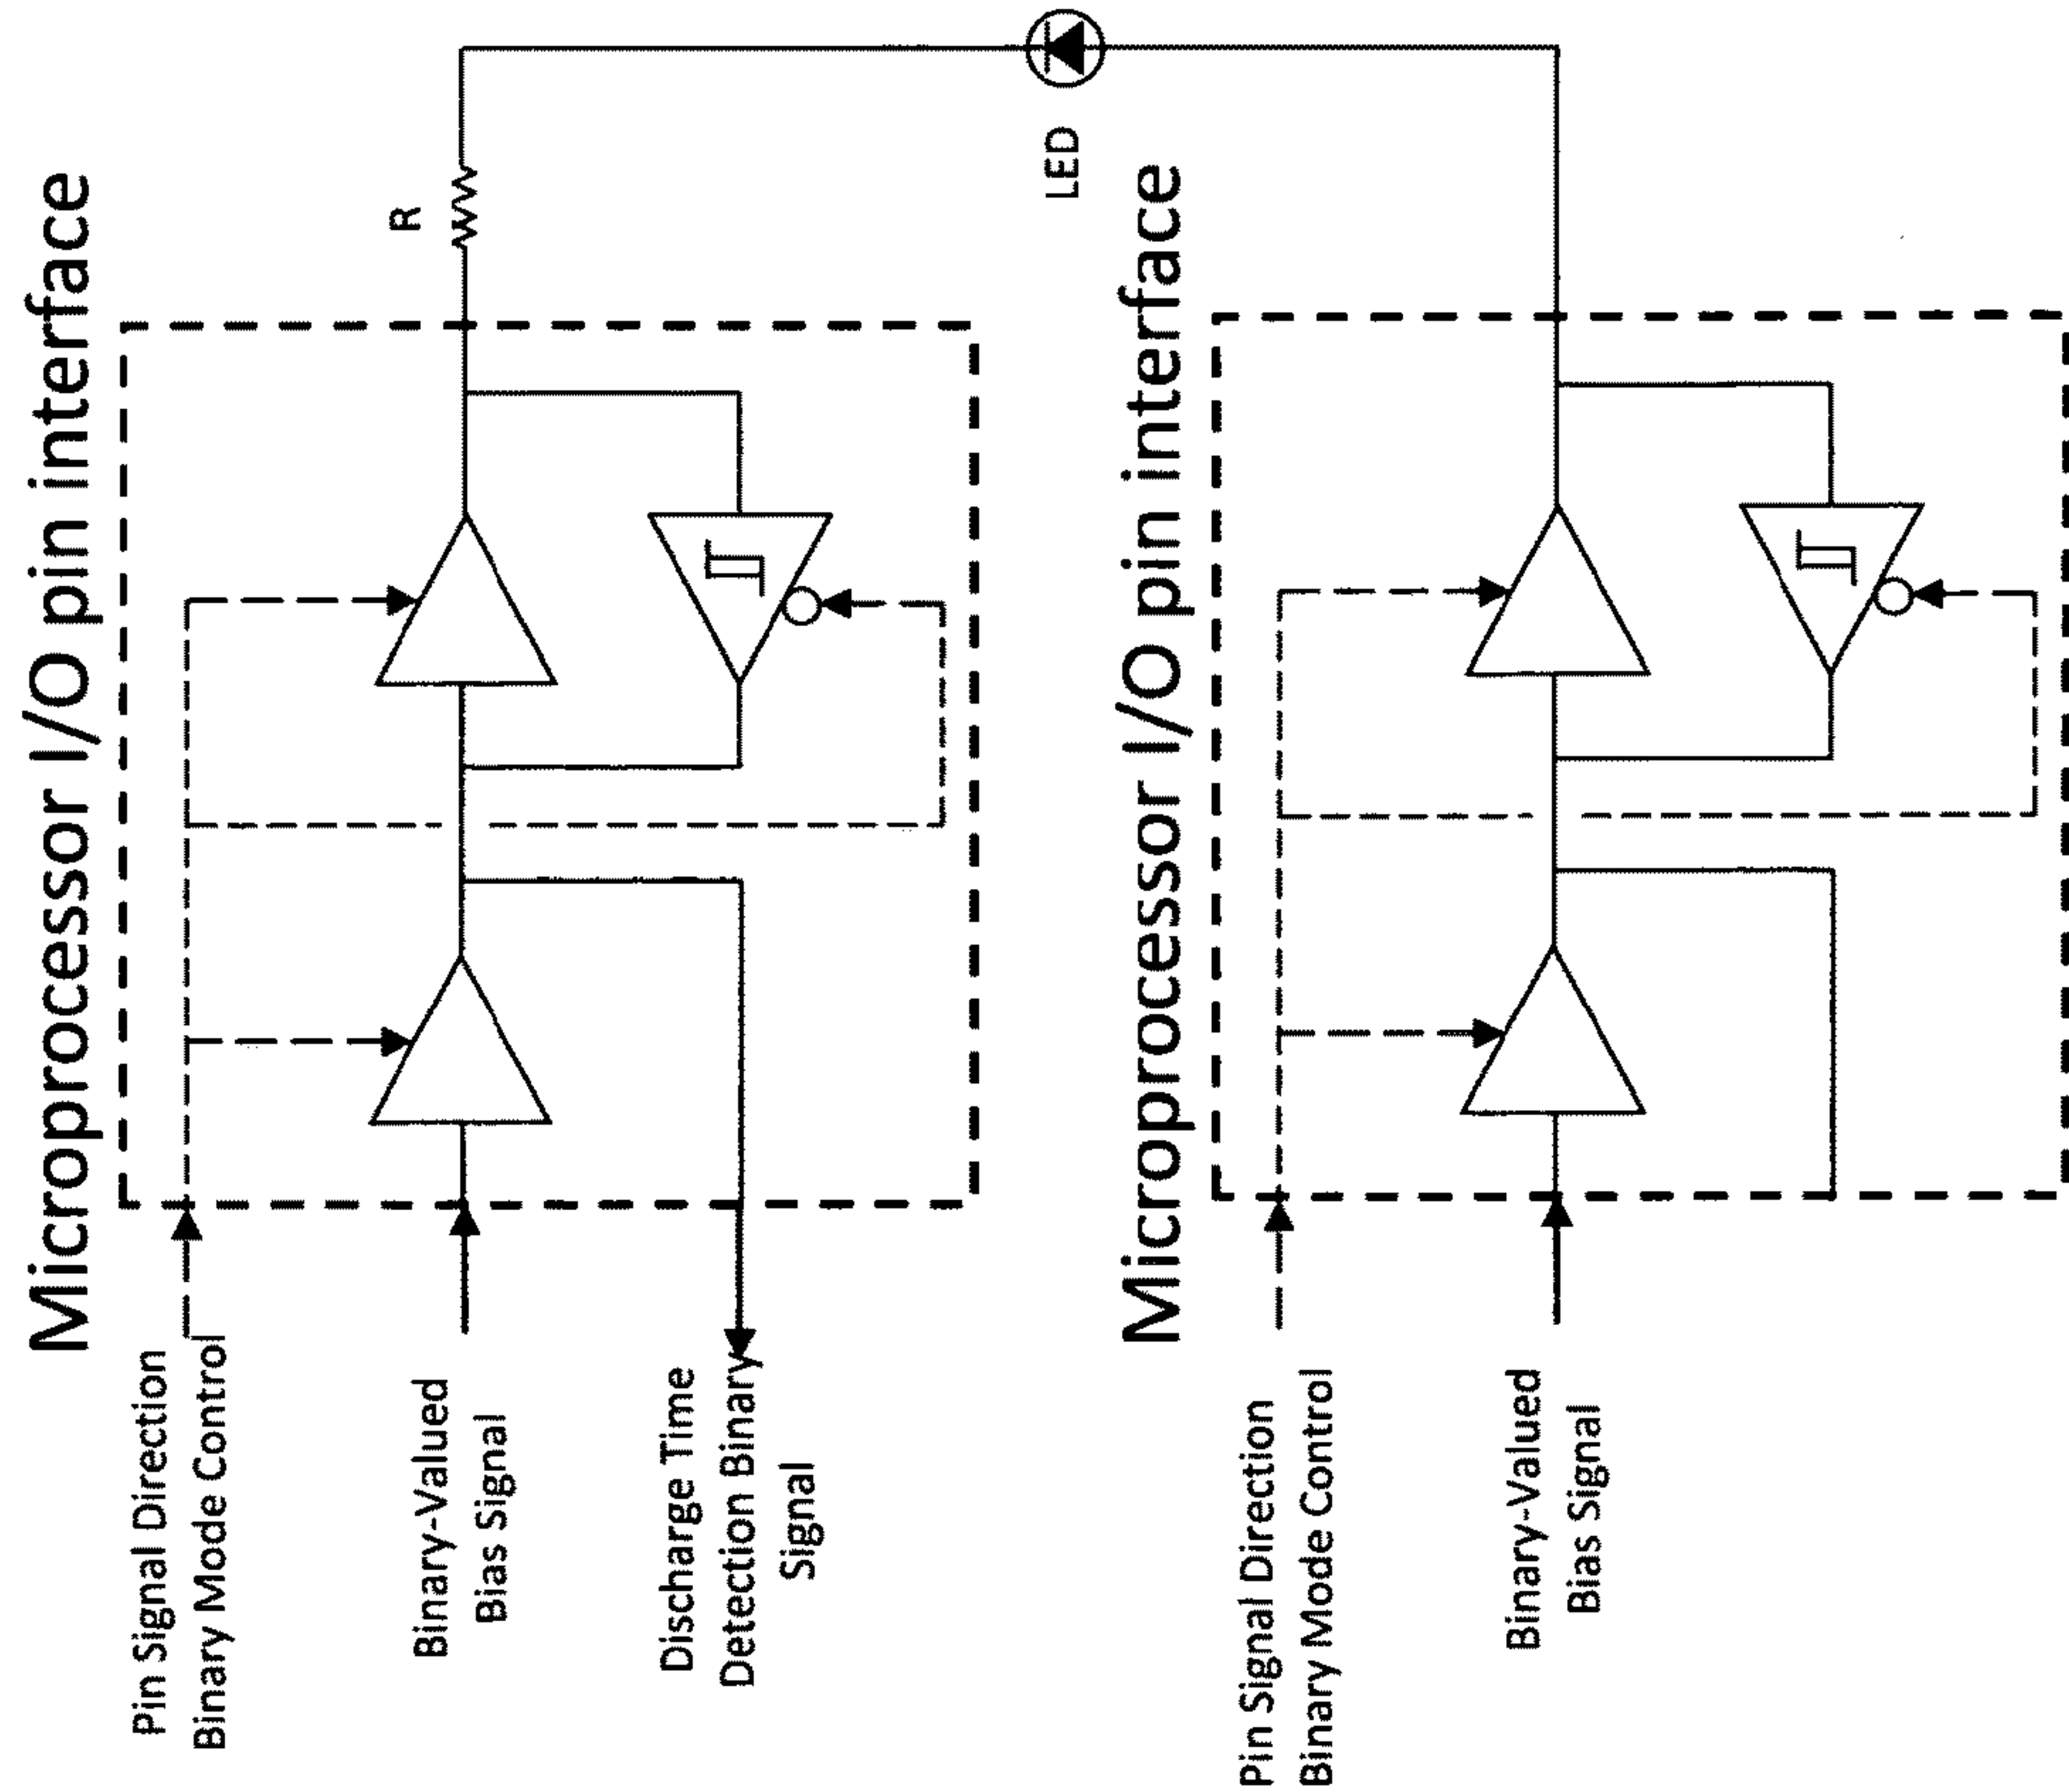 Microprocessor I/O pin interface
Pin Signal Direction
Binary Mode Control
Binary-Valued
Bias Signal
Discharge Time
Detection Binary
Signal
R
LED
Microprocessor I/O pin interface
Pin Signal Direction
Binary Mode Control
Binary-Valued
Bias Signal